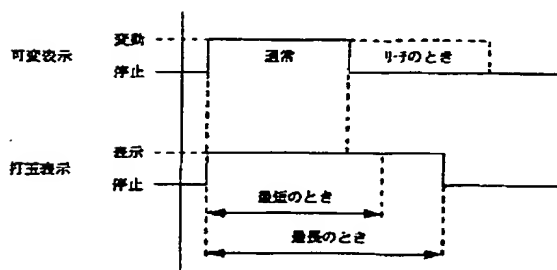 可変表示
変動
停止
通常
リーチのとき
打玉表示
表示
停止
最短のとき
最長のとき